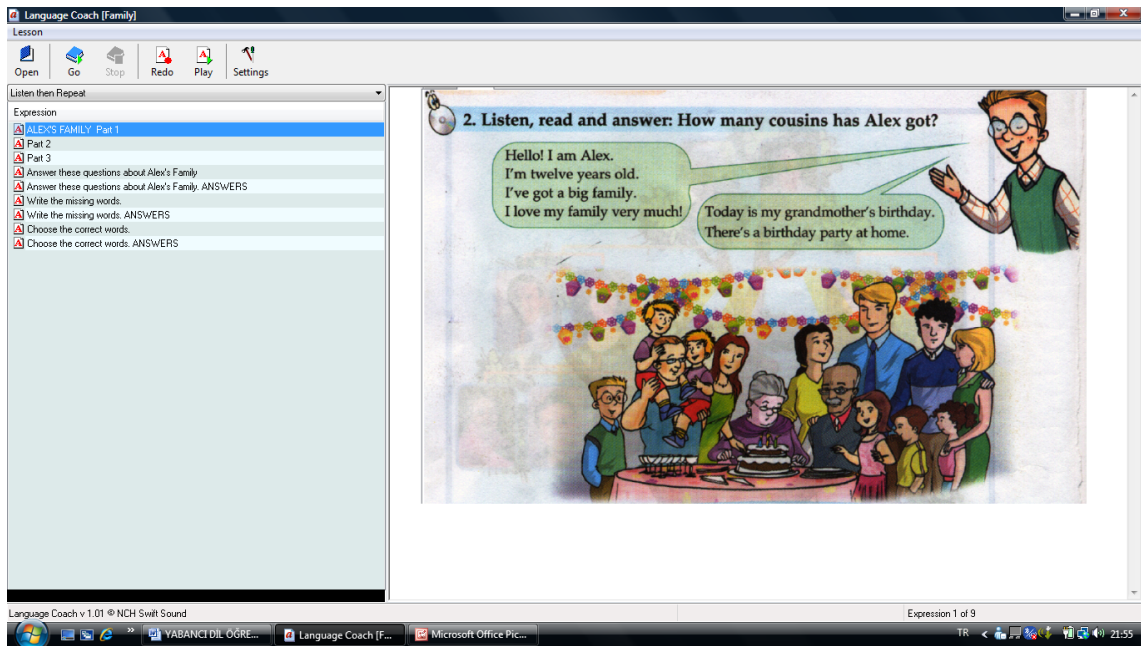 Language Coach [Family]
Lesson
Open Go Stop Redo Play Settings
Listen then Repeat
Expression
ALEX'S FAMILY Part 1
Part 2
Part 3
Answer these questions about Alex's Family
Answer these questions about Alex's Family. ANSWERS
Write the missing words.
Write the missing words. ANSWERS
Choose the correct words.
Choose the correct words. ANSWERS
2. Listen, read and answer: How many cousins has Alex got?
Hello! I am Alex.
I'm twelve years old.
I've got a big family.
I love my family very much!
Today is my grandmother's birthday.
There's a birthday party at home.
Language Coach v 1.01 © NCH Swift Sound
Expression 1 of 9
YABANCI DİL ÖĞRE... Language Coach [F... Microsoft Office Pic... TR 21:55